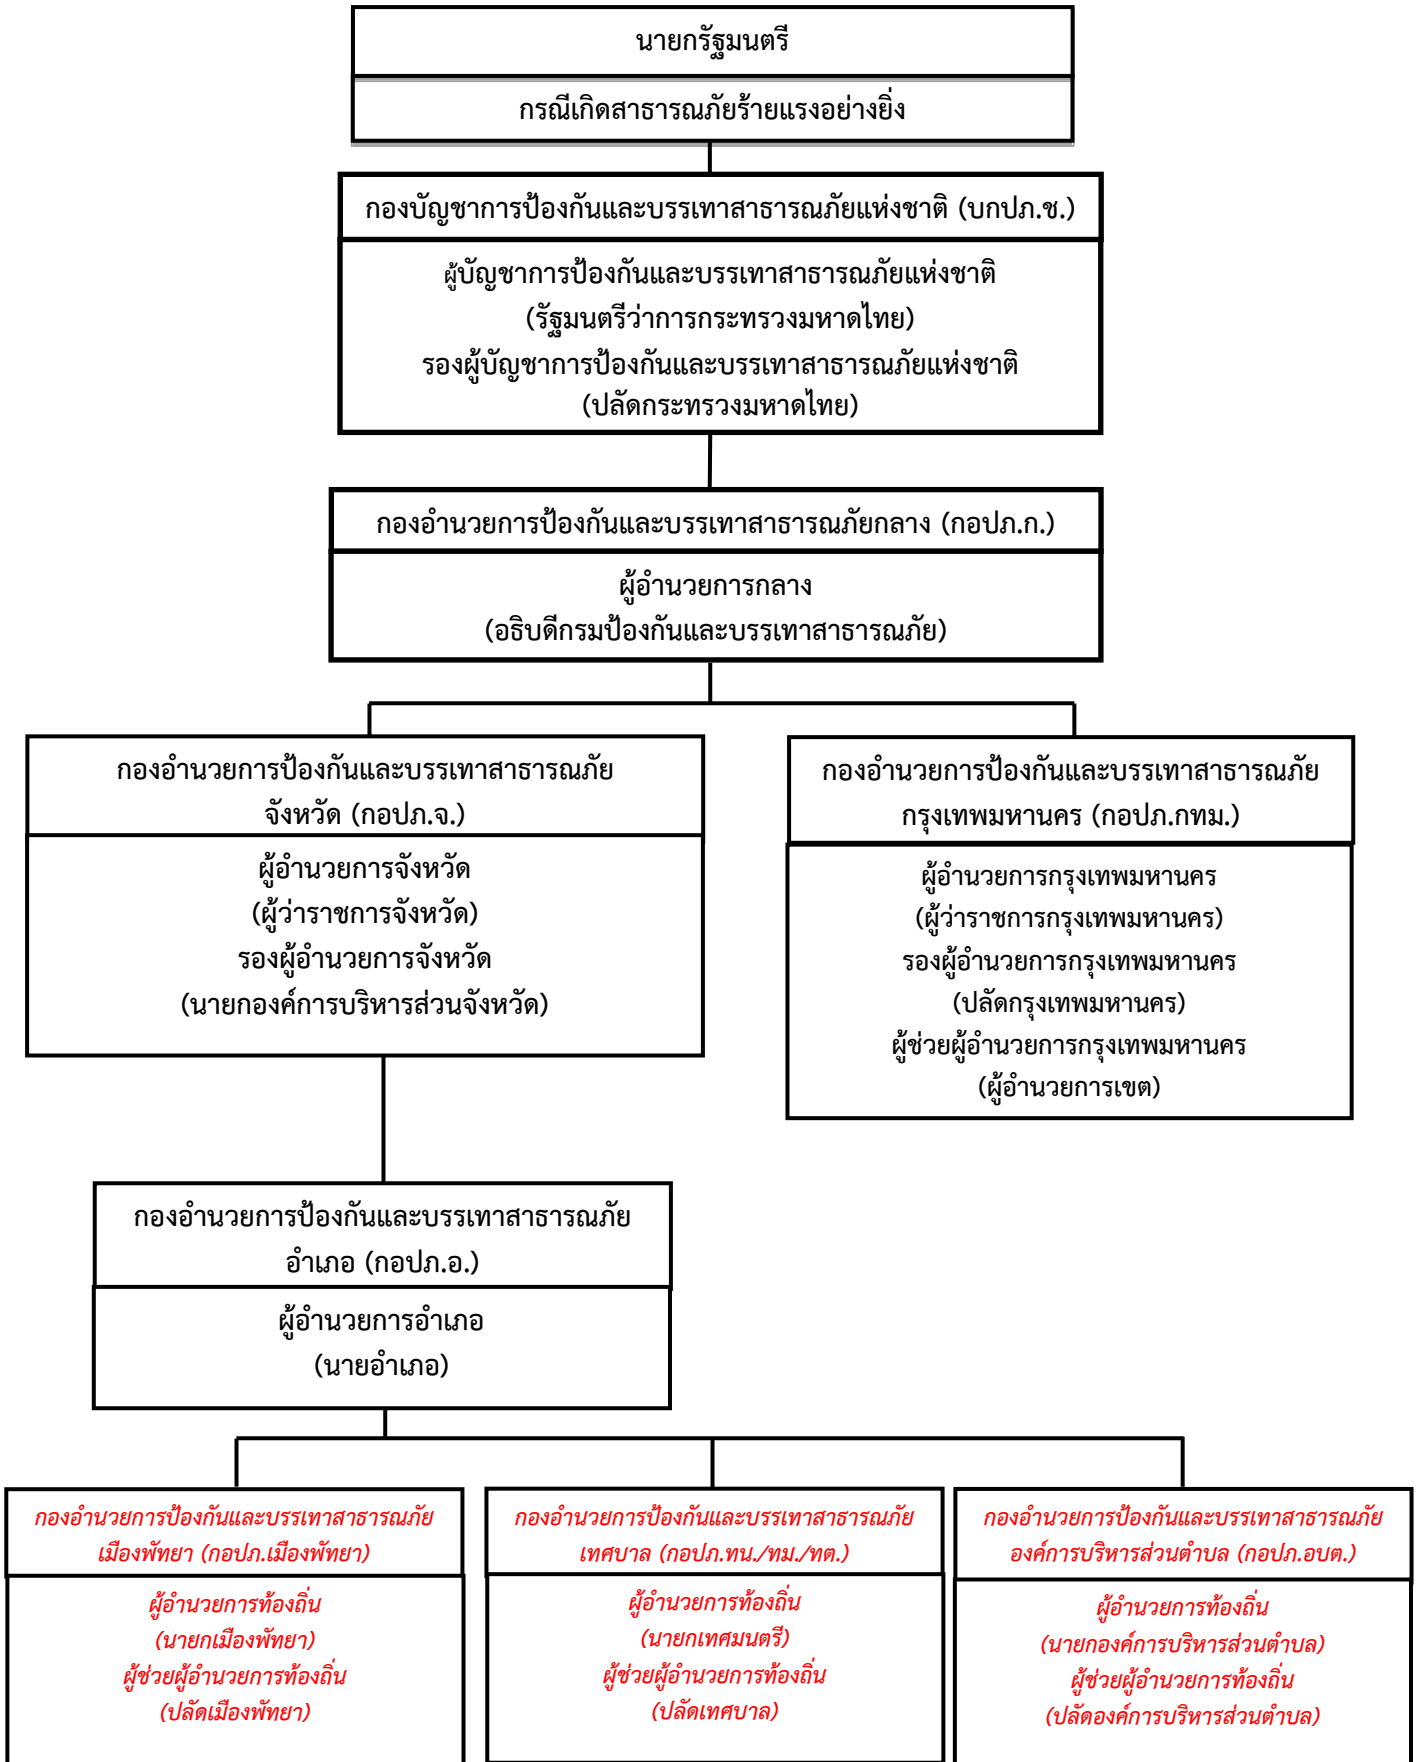 นายกรัฐมนตรี
กรณีเกิดสาธารณภัยร้ายแรงอย่างยิ่ง
กองบัญชาการป้องกันและบรรเทาสาธารณภัยแห่งชาติ (บกปภ.ช.)
ผู้บัญชาการป้องกันและบรรเทาสาธารณภัยแห่งชาติ
(รัฐมนตรีว่าการกระทรวงมหาดไทย)
รองผู้บัญชาการป้องกันและบรรเทาสาธารณภัยแห่งชาติ
(ปลัดกระทรวงมหาดไทย)
กองอำนวยการป้องกันและบรรเทาสาธารณภัยกลาง (กอปภ.ก.)
ผู้อำนวยการกลาง
(อธิบดีกรมป้องกันและบรรเทาสาธารณภัย)
กองอำนวยการป้องกันและบรรเทาสาธารณภัย
จังหวัด (กอปภ.จ.)
ผู้อำนวยการจังหวัด
(ผู้ว่าราชการจังหวัด)
รองผู้อำนวยการจังหวัด
(นายกองค์การบริหารส่วนจังหวัด)
กองอำนวยการป้องกันและบรรเทาสาธารณภัย
กรุงเทพมหานคร (กอปภ.กทม.)
ผู้อำนวยการกรุงเทพมหานคร
(ผู้ว่าราชการกรุงเทพมหานคร)
รองผู้อำนวยการกรุงเทพมหานคร
(ปลัดกรุงเทพมหานคร)
ผู้ช่วยผู้อำนวยการกรุงเทพมหานคร
(ผู้อำนวยการเขต)
กองอำนวยการป้องกันและบรรเทาสาธารณภัย
อำเภอ (กอปภ.อ.)
ผู้อำนวยการอำเภอ
(นายอำเภอ)
กองอำนวยการป้องกันและบรรเทาสาธารณภัย
เมืองพัทยา (กอปภ.เมืองพัทยา)
ผู้อำนวยการท้องถิ่น
(นายกเมืองพัทยา)
ผู้ช่วยผู้อำนวยการท้องถิ่น
(ปลัดเมืองพัทยา)
กองอำนวยการป้องกันและบรรเทาสาธารณภัย
เทศบาล (กอปภ.ทน./ทม./ทต.)
ผู้อำนวยการท้องถิ่น
(นายกเทศมนตรี)
ผู้ช่วยผู้อำนวยการท้องถิ่น
(ปลัดเทศบาล)
กองอำนวยการป้องกันและบรรเทาสาธารณภัย
องค์การบริหารส่วนตำบล (กอปภ.อบต.)
ผู้อำนวยการท้องถิ่น
(นายกองค์การบริหารส่วนตำบล)
ผู้ช่วยผู้อำนวยการท้องถิ่น
(ปลัดองค์การบริหารส่วนตำบล)